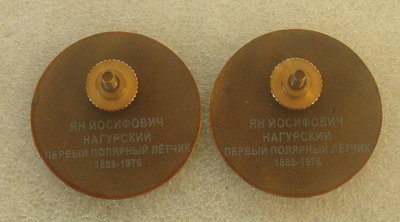 ЯН ИОСИФОВИЧ
НАГУРСКИЙ
ПЕРВЫЙ ПОЛЯРНЫЙ ЛЁТЧИК
1888-1976
ЯН ИОСИФОВИЧ
НАГУРСКИЙ
ПЕРВЫЙ ПОЛЯРНЫЙ ЛЁТЧИК
1888-1976